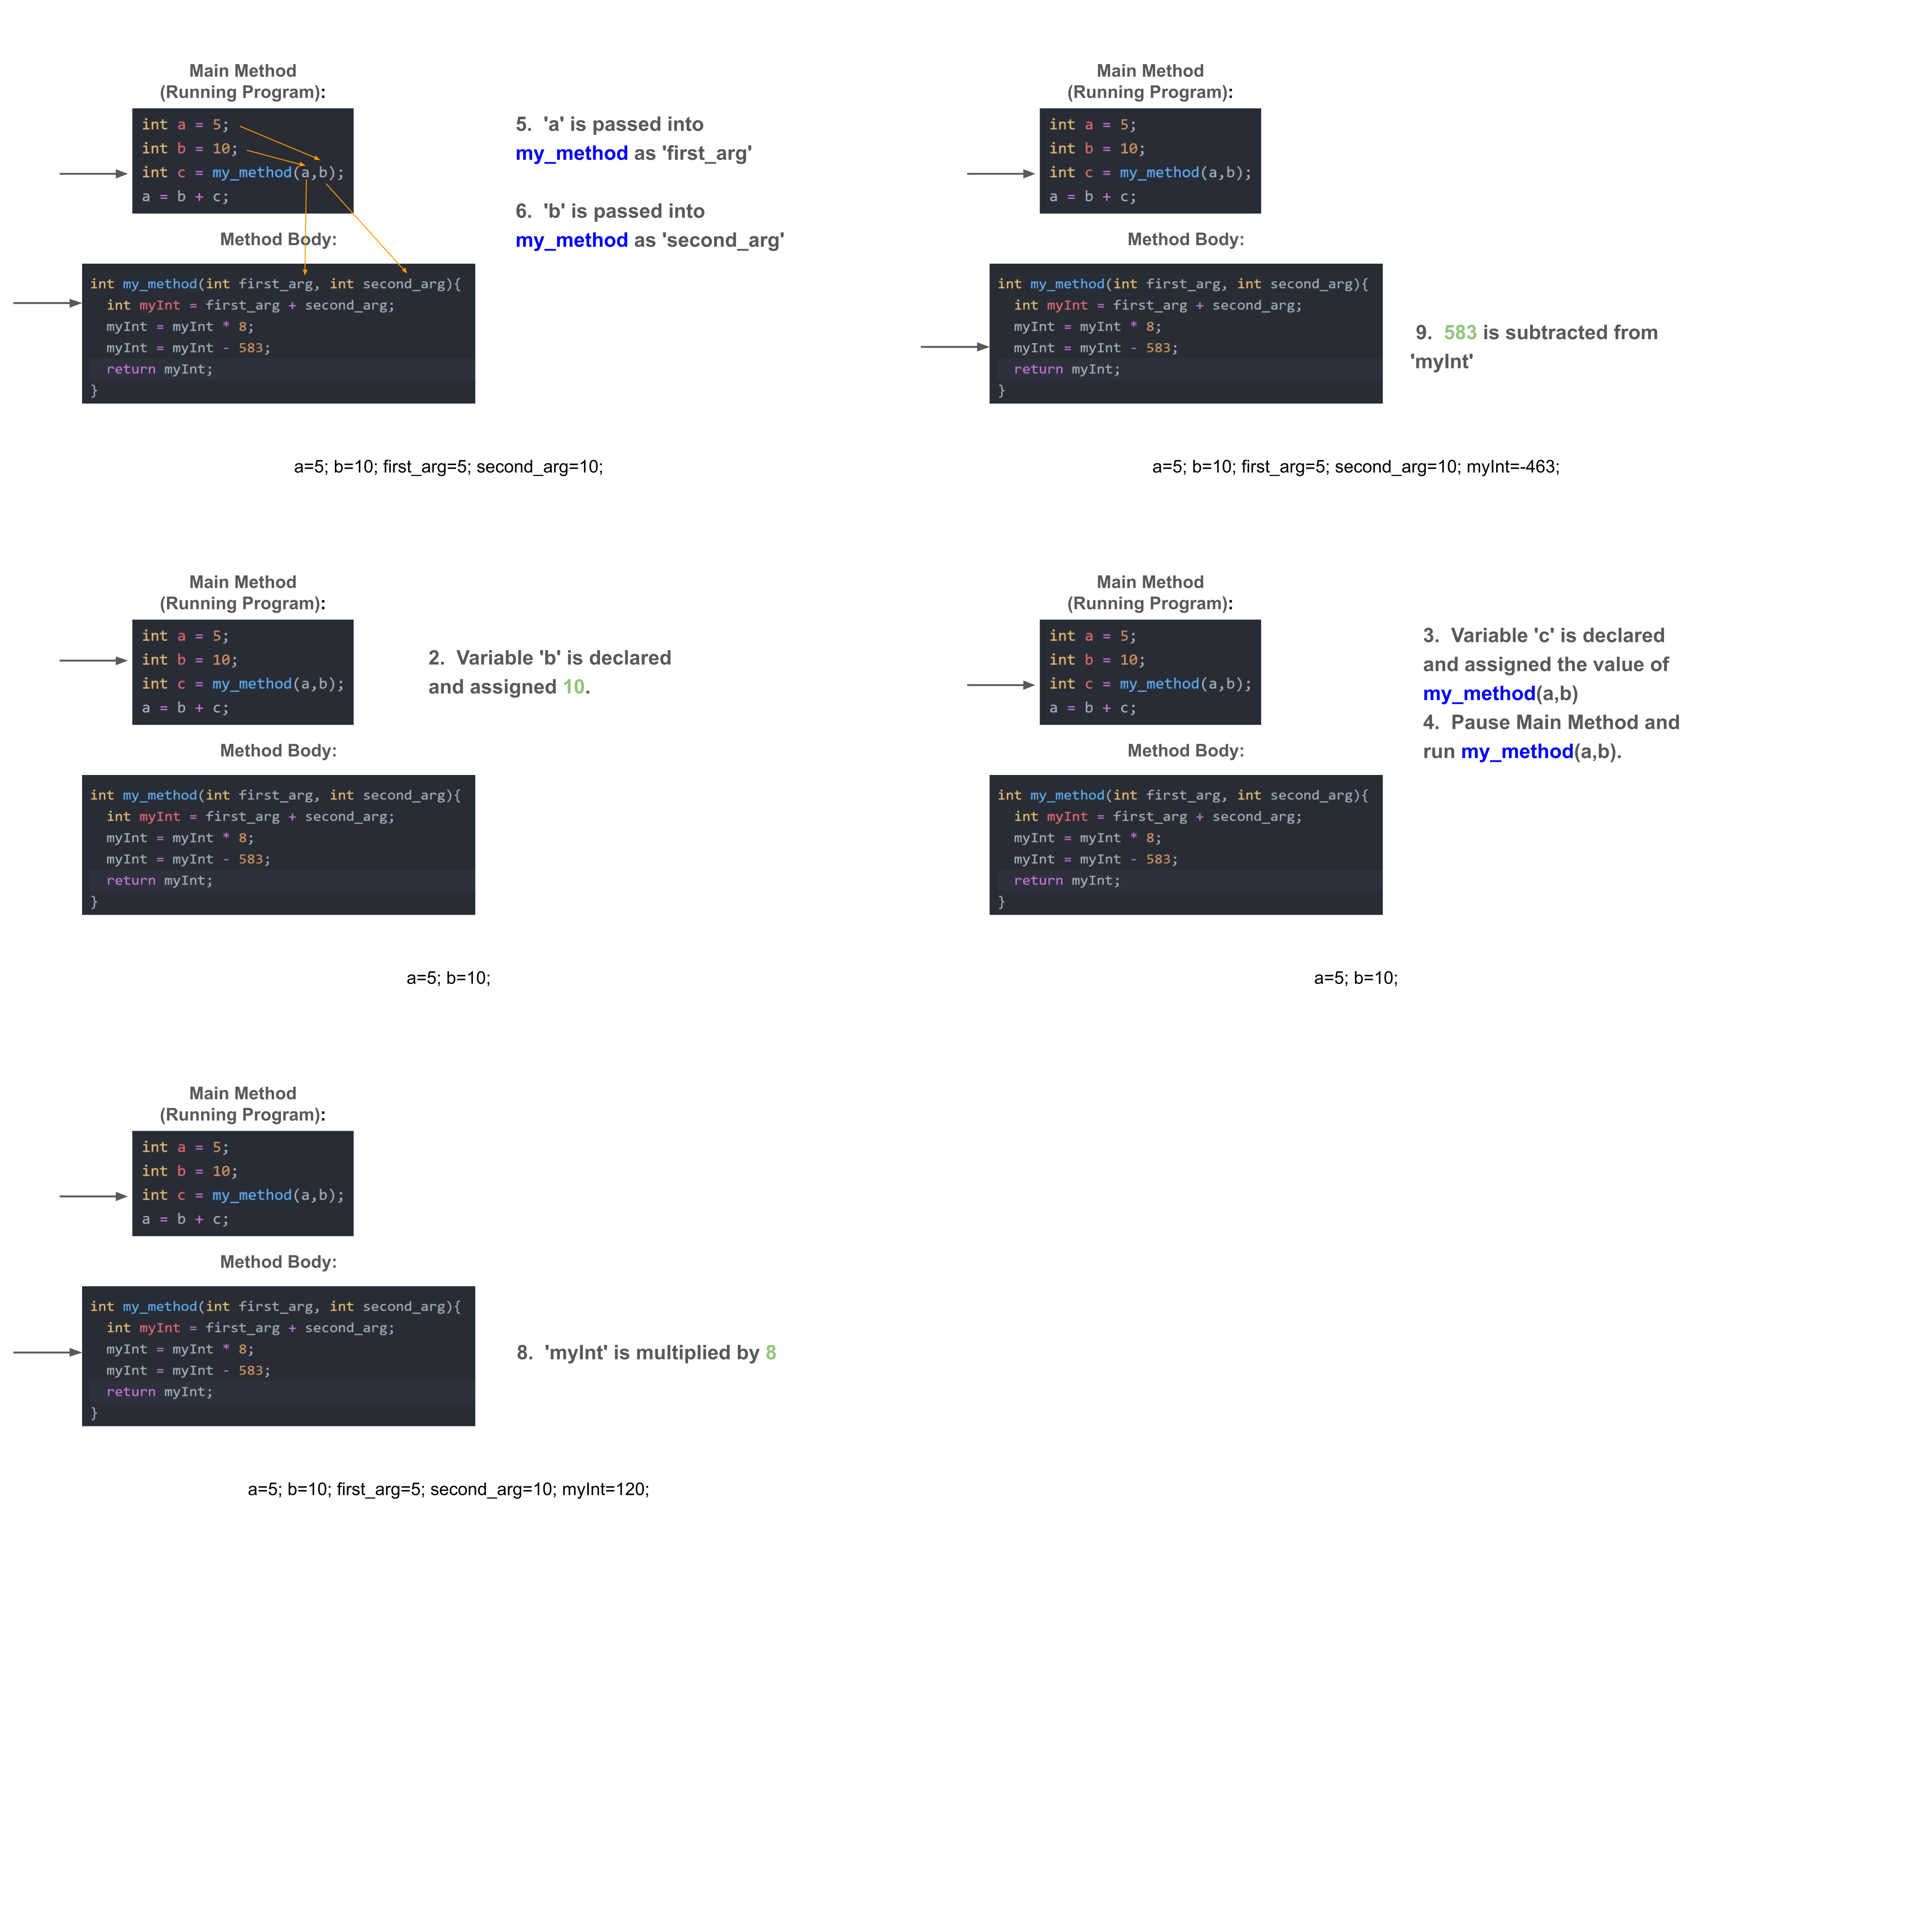 Main Method
(Running Program):
int a = 5;
int b = 10;
int c = my_method(a,b);
a = b + c;
5.  'a' is passed into
my_method as 'first_arg'
6.  'b' is passed into
my_method as 'second_arg'
Method Body:
int my_method(int first_arg, int second_arg){
  int myInt = first_arg + second_arg;
  myInt = myInt * 8;
  myInt = myInt - 583;
  return myInt;
}
a=5; b=10; first_arg=5; second_arg=10;
Main Method
(Running Program):
int a = 5;
int b = 10;
int c = my_method(a,b);
a = b + c;
Method Body:
int my_method(int first_arg, int second_arg){
  int myInt = first_arg + second_arg;
  myInt = myInt * 8;
  myInt = myInt - 583;
  return myInt;
}
9.  583 is subtracted from
'myInt'
a=5; b=10; first_arg=5; second_arg=10; myInt=-463;
Main Method
(Running Program):
int a = 5;
int b = 10;
int c = my_method(a,b);
a = b + c;
2.  Variable 'b' is declared
and assigned 10.
Method Body:
int my_method(int first_arg, int second_arg){
  int myInt = first_arg + second_arg;
  myInt = myInt * 8;
  myInt = myInt - 583;
  return myInt;
}
a=5; b=10;
Main Method
(Running Program):
int a = 5;
int b = 10;
int c = my_method(a,b);
a = b + c;
3.  Variable 'c' is declared
and assigned the value of
my_method(a,b)
4.  Pause Main Method and
run my_method(a,b).
Method Body:
int my_method(int first_arg, int second_arg){
  int myInt = first_arg + second_arg;
  myInt = myInt * 8;
  myInt = myInt - 583;
  return myInt;
}
a=5; b=10;
Main Method
(Running Program):
int a = 5;
int b = 10;
int c = my_method(a,b);
a = b + c;
Method Body:
int my_method(int first_arg, int second_arg){
  int myInt = first_arg + second_arg;
  myInt = myInt * 8;
  myInt = myInt - 583;
  return myInt;
}
8.  'myInt' is multiplied by 8
a=5; b=10; first_arg=5; second_arg=10; myInt=120;